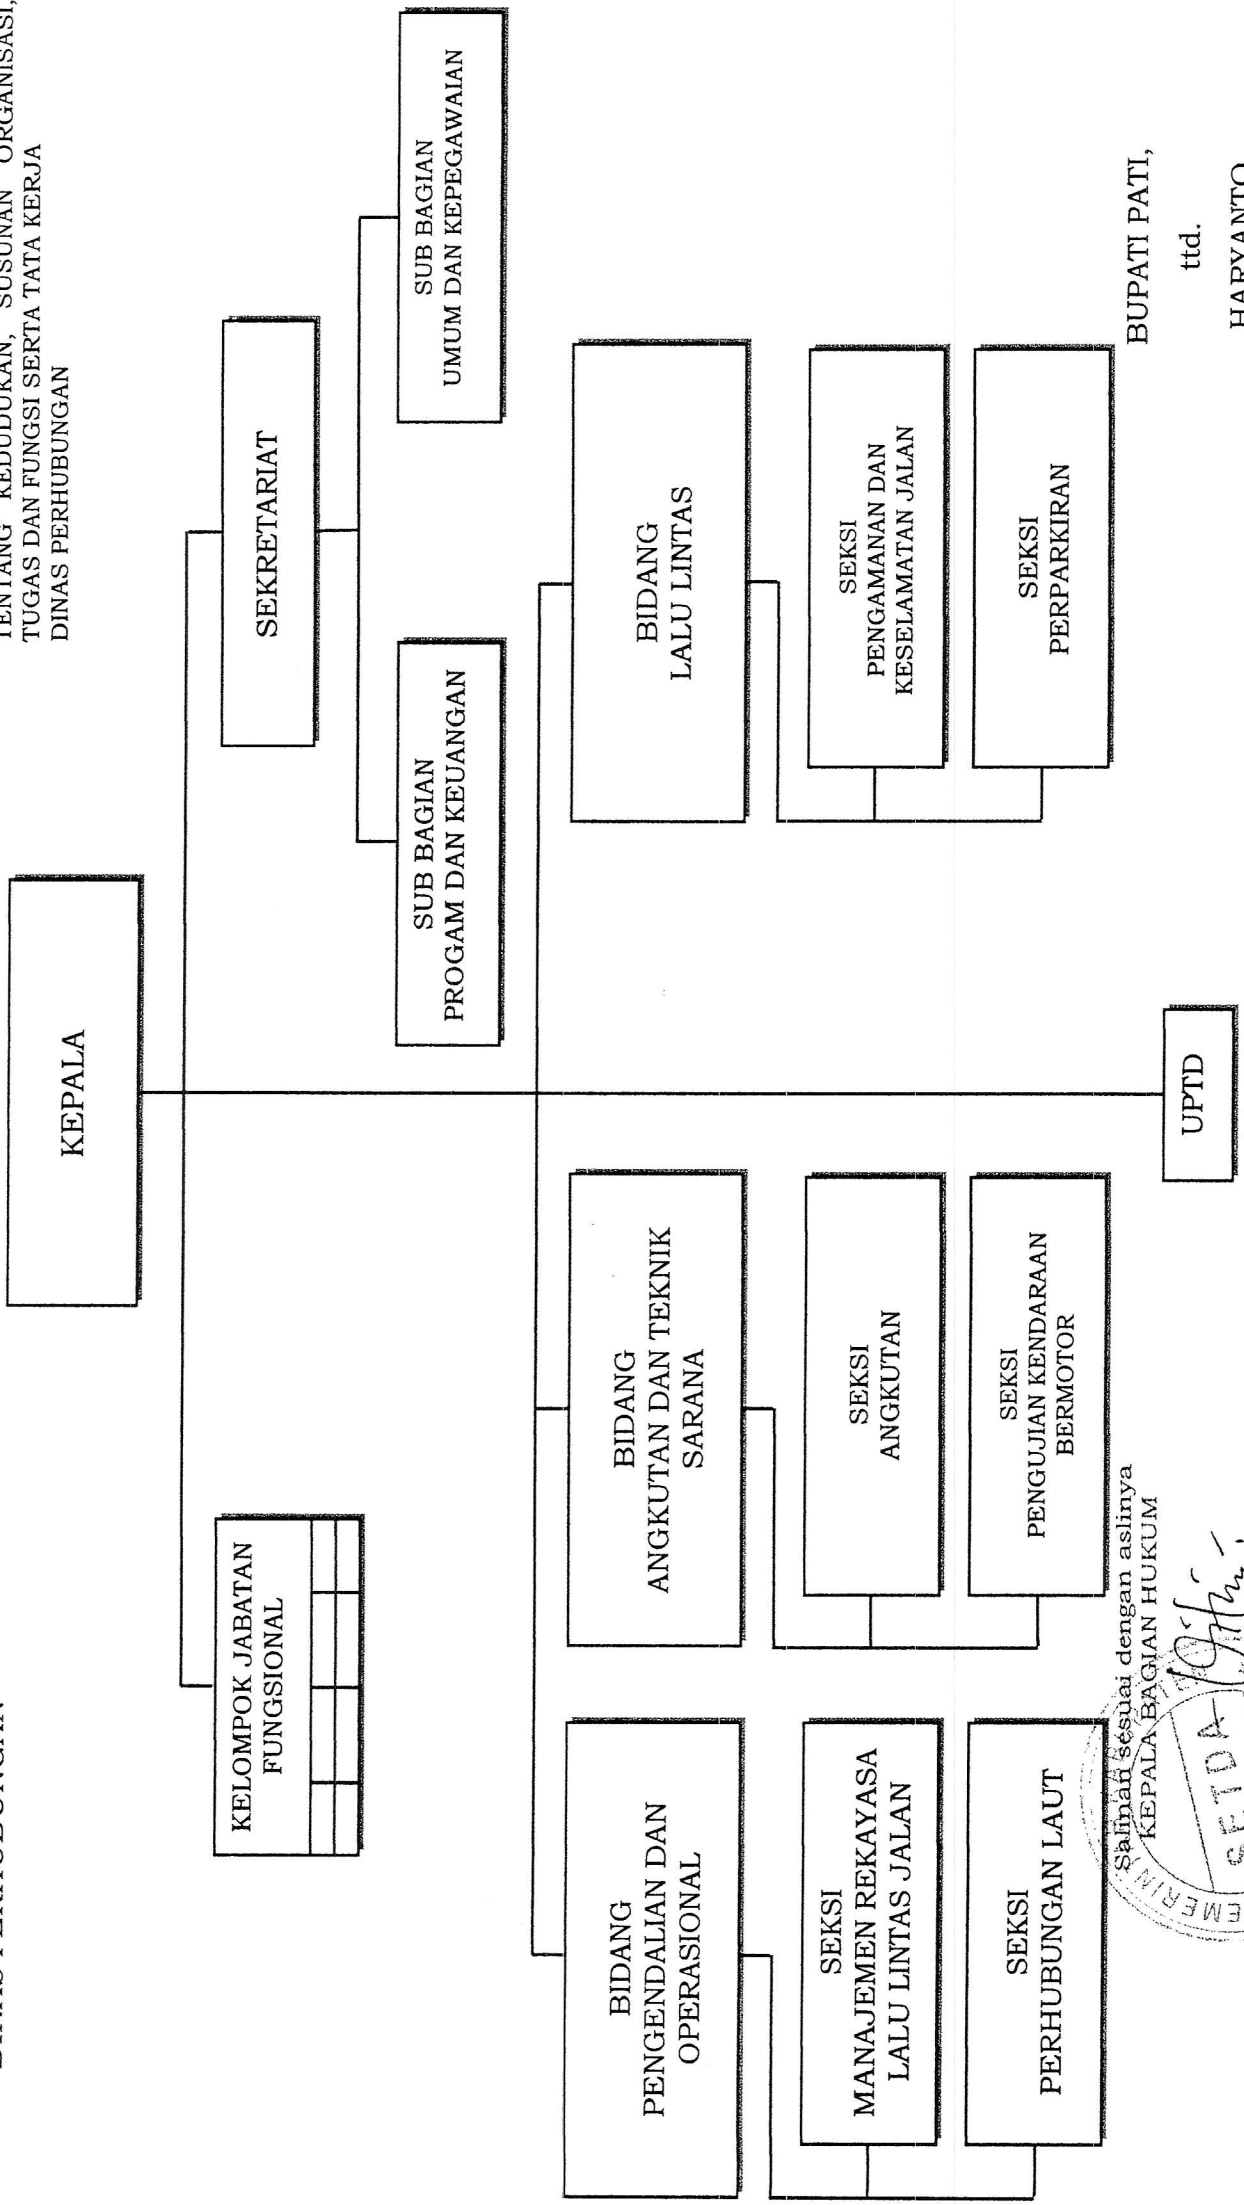 TENTANG KEDUDUKAN, SUSUNAN ORGANISASI,
TUGAS DAN FUNGSI SERTA TATA KERJA
DINAS PERHUBUNGAN
KEPALA
KELOMPOK JABATAN
FUNGSIONAL
SEKRETARIAT
SUB BAGIAN
PROGAM DAN KEUANGAN
SUB BAGIAN
UMUM DAN KEPEGAWAIAN
BIDANG
PENGENDALIAN DAN
OPERASIONAL
BIDANG
ANGKUTAN DAN TEKNIK
SARANA
BIDANG
LALU LINTAS
SEKSI
MANAJEMEN REKAYASA
LALU LINTAS JALAN
SEKSI
ANGKUTAN
SEKSI
PENGAMANAN DAN
KESELAMATAN JALAN
SEKSI
PERHUBUNGAN LAUT
SEKSI
PENGUJIAN KENDARAAN
BERMOTOR
SEKSI
PERPARKIRAN
UPTD
Salinan sesuai dengan aslinya
KEPALA BAGIAN HUKUM
SETDA
BUPATI PATI,
ttd.
HARYANTO